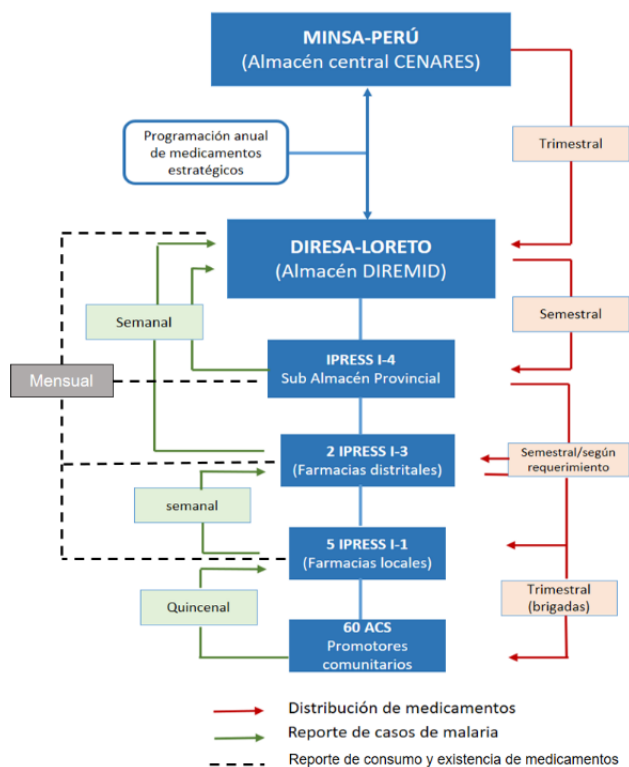 MINSA-PERÚ
(Almacén central CENARES)
Programación anual
de medicamentos
estratégicos
Trimestral
DIRESA-LORETO
(Almacén DIREMID)
Semanal
Semestral
Mensual
IPRESS I-4
Sub Almacén Provincial
2 IPRESS I-3
(Farmacias distritales)
Semestral/según
requerimiento
semanal
5 IPRESS I-1
(Farmacias locales)
Quincenal
Trimestral
(brigadas)
60 ACS
Promotores
comunitarios
Distribución de medicamentos
Reporte de casos de malaria
Reporte de consumo y existencia de medicamentos